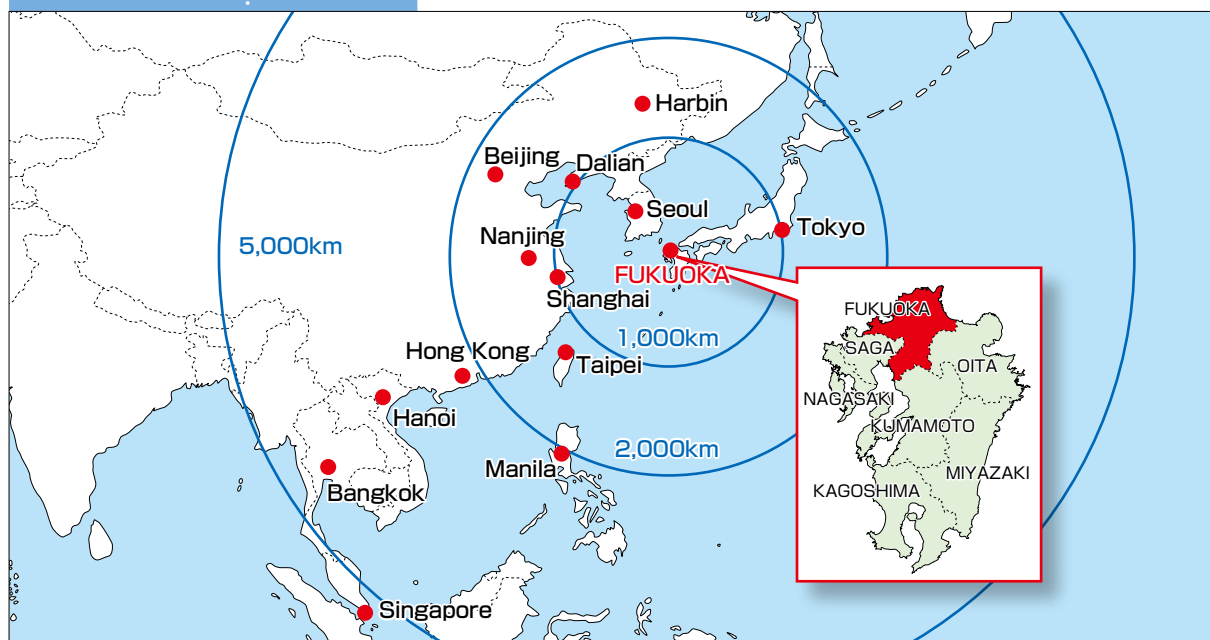 Harbin
Beijing
Dalian
Seoul
Tokyo
5,000km
Nanjing
FUKUOKA
Shanghai
1,000km
Hong Kong
Taipei
Hanoi
2,000km
Manila
Bangkok
Singapore
FUKUOKA
SAGA
OITA
NAGASAKI
KUMAMOTO
MIYAZAKI
KAGOSHIMA